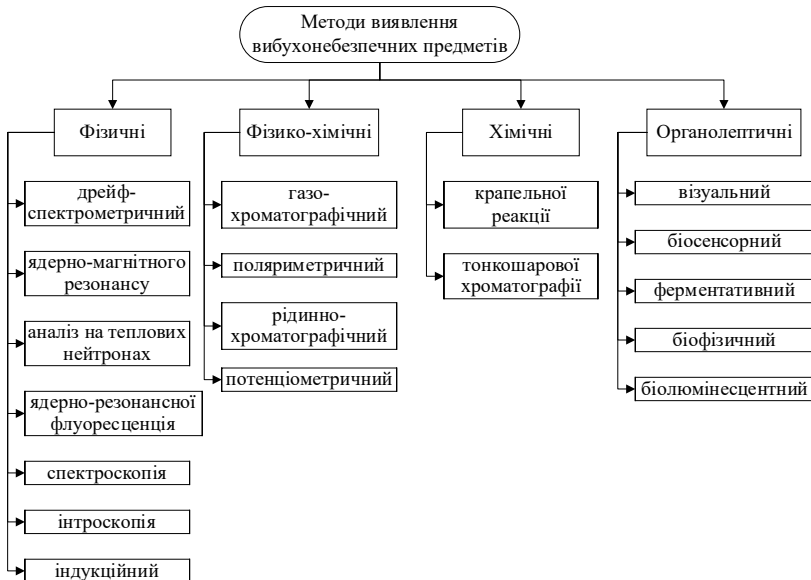 Методи виявлення
вибухонебезпечних предметів
Фізичні
дрейф-
спектрометричний
ядерно-магнітного
резонансу
аналіз на теплових
нейтронах
ядерно-резонансної
флуоресценція
спектроскопія
інтроскопія
індукційний
Фізико-хімічні
газо-
хроматографічний
поляриметричний
рідинно-
хроматографічний
потенціометричний
Хімічні
крапельної
реакції
тонкошарової
хроматографії
Органолептичні
візуальний
біосенсорний
ферментативний
біофізичний
біолюмінесцентний